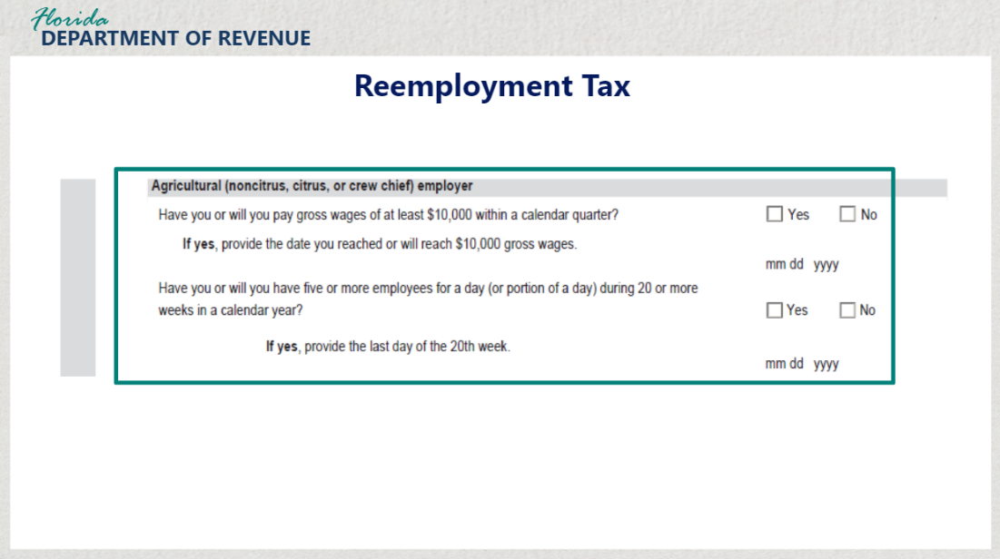 Florida
DEPARTMENT OF REVENUE
Reemployment Tax
Agricultural (noncitrus, citrus, or crew chief) employer
Have you or will you pay gross wages of at least $10,000 within a calendar quarter? Yes No
If yes, provide the date you reached or will reach $10,000 gross wages.
mm dd yyyy
Have you or will you have five or more employees for a day (or portion of a day) during 20 or more
weeks in a calendar year? Yes No
If yes, provide the last day of the 20th week.
mm dd yyyy